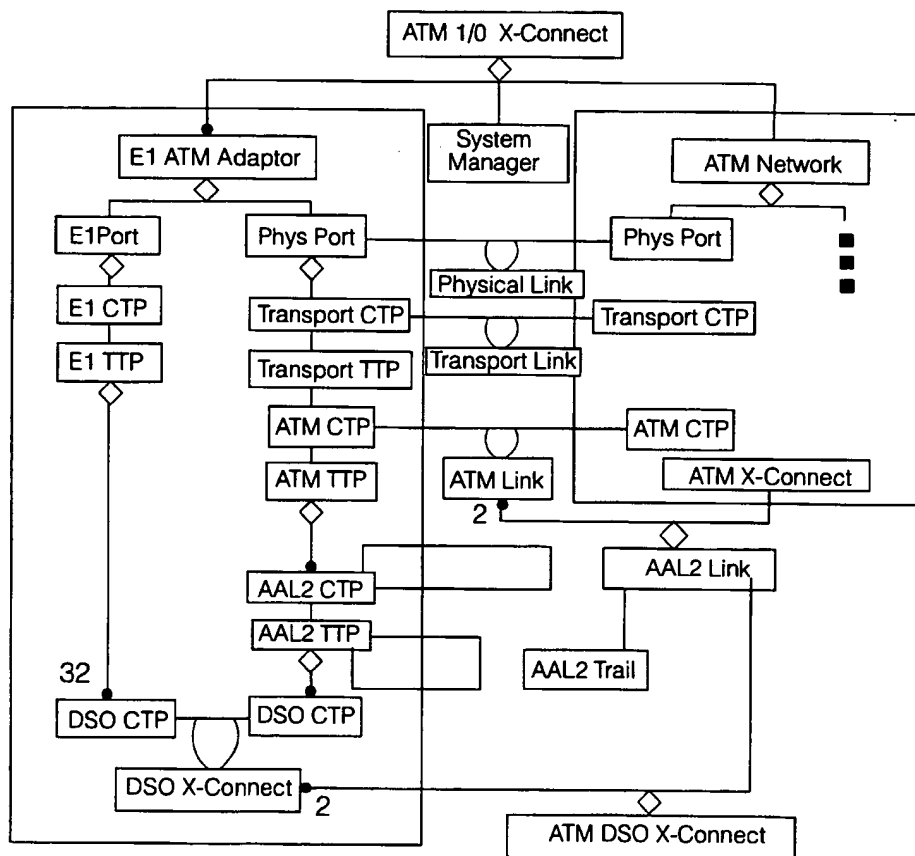 ATM 1/0 X-Connect
E1 ATM Adaptor
System
Manager
ATM Network
E1Port
Phys Port
Phys Port
Physical Link
E1 CTP
Transport CTP
Transport CTP
E1 TTP
Transport TTP
Transport Link
ATM CTP
ATM CTP
ATM TTP
ATM Link
ATM X-Connect
2
AAL2 CTP
AAL2 Link
AAL2 TTP
AAL2 Trail
32
DSO CTP
DSO CTP
DSO X-Connect
2
ATM DSO X-Connect